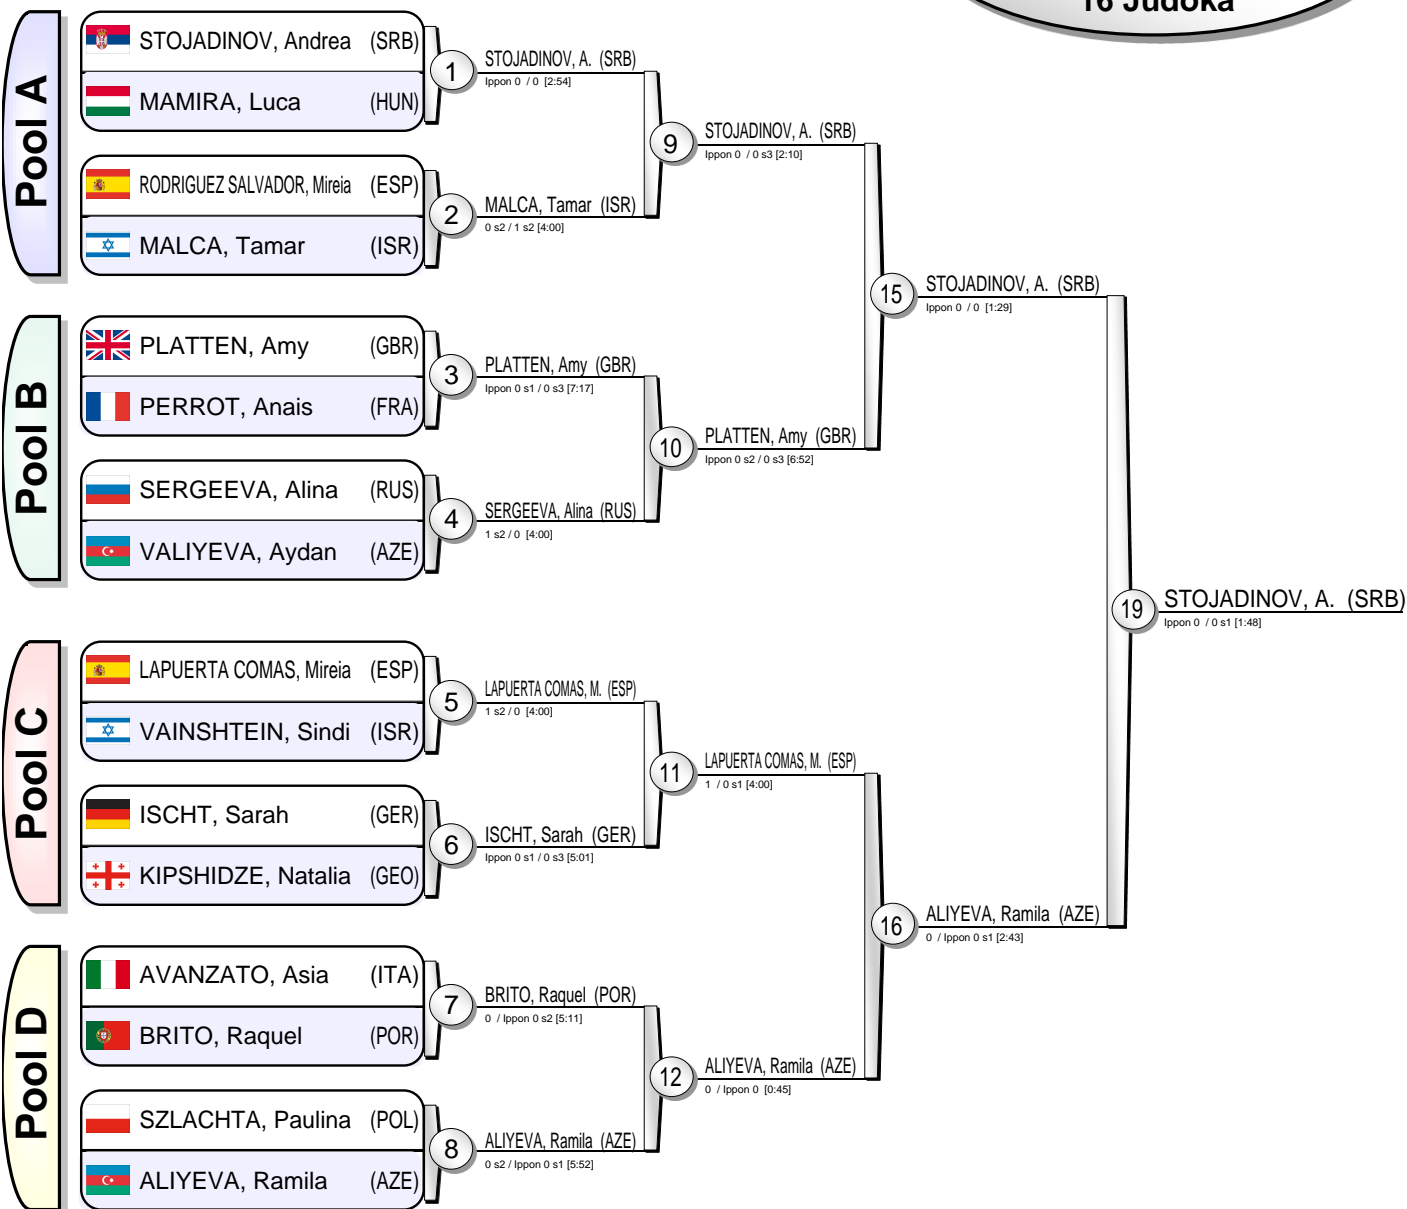 16 Judoka
Pool A
STOJADINOV, Andrea (SRB)
MAMIRA, Luca (HUN)
RODRIGUEZ SALVADOR, Mireia (ESP)
MALCA, Tamar (ISR)
Pool B
PLATTEN, Amy (GBR)
PERROT, Anais (FRA)
SERGEEVA, Alina (RUS)
VALIYEVA, Aydan (AZE)
Pool C
LAPUERTA COMAS, Mireia (ESP)
VAINSHTEIN, Sindi (ISR)
ISCHT, Sarah (GER)
KIPSHIDZE, Natalia (GEO)
Pool D
AVANZATO, Asia (ITA)
BRITO, Raquel (POR)
SZLACHTA, Paulina (POL)
ALIYEVA, Ramila (AZE)
1
STOJADINOV, A. (SRB)
Ippon 0 / 0 [2:54]
2
MALCA, Tamar (ISR)
0 s2 / 1 s2 [4:00]
3
PLATTEN, Amy (GBR)
Ippon 0 s1 / 0 s3 [7:17]
4
SERGEEVA, Alina (RUS)
1 s2 / 0 [4:00]
5
LAPUERTA COMAS, M. (ESP)
1 s2 / 0 [4:00]
6
ISCHT, Sarah (GER)
Ippon 0 s1 / 0 s3 [5:01]
7
BRITO, Raquel (POR)
0 / Ippon 0 s2 [5:11]
8
ALIYEVA, Ramila (AZE)
0 s2 / Ippon 0 s1 [5:52]
9
STOJADINOV, A. (SRB)
Ippon 0 / 0 s3 [2:10]
10
PLATTEN, Amy (GBR)
Ippon 0 s2 / 0 s3 [6:52]
11
LAPUERTA COMAS, M. (ESP)
1 / 0 s1 [4:00]
12
ALIYEVA, Ramila (AZE)
0 / Ippon 0 [0:45]
15
STOJADINOV, A. (SRB)
Ippon 0 / 0 [1:29]
16
ALIYEVA, Ramila (AZE)
0 / Ippon 0 s1 [2:43]
19
STOJADINOV, A. (SRB)
Ippon 0 / 0 s1 [1:48]